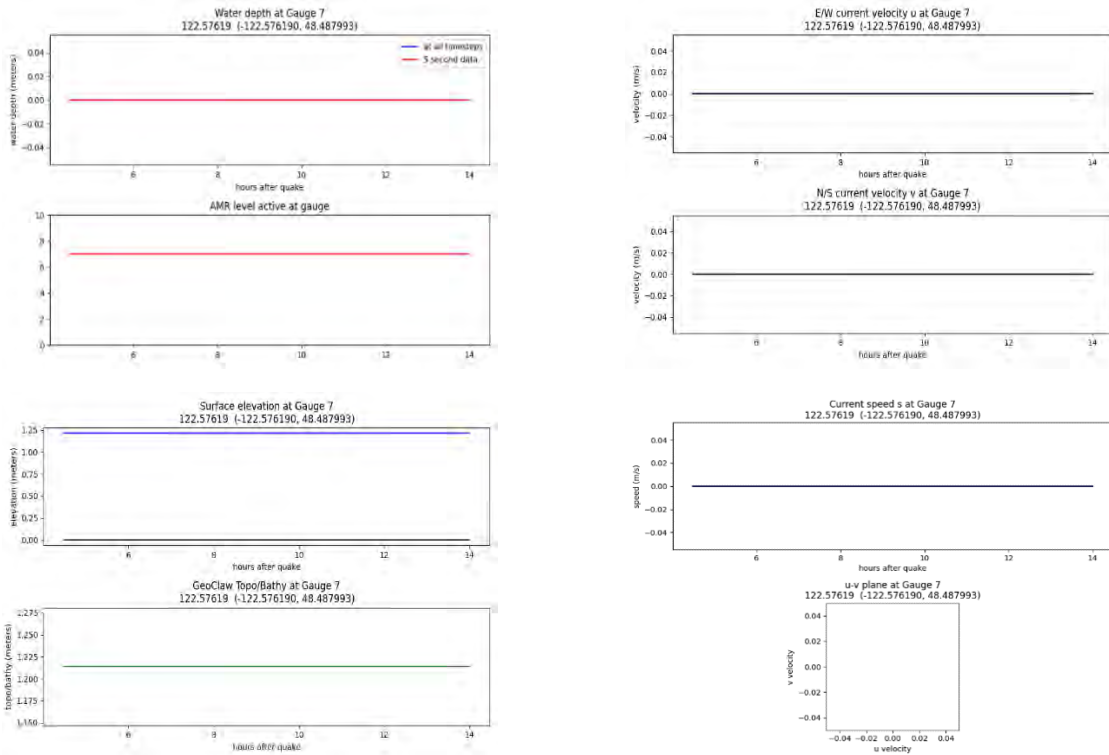 Water depth at Gauge 7
122.57619 (-122.576190, 48.487993)
0.04
0.02
0.00
−0.02
−0.04
water depth (meters)
at all timesteps
5 second data
6 8 10 12 14
hours after quake
AMR level active at gauge
10
8
6
4
2
0
6 8 10 12 14
Surface elevation at Gauge 7
122.57619 (-122.576190, 48.487993)
1.25
1.00
0.75
0.50
0.25
0.00
elevation (meters)
6 8 10 12 14
hours after quake
GeoClaw Topo/Bathy at Gauge 7
122.57619 (-122.576190, 48.487993)
1.275
1.250
1.225
1.200
1.175
1.150
topo/bathy (meters)
6 8 10 12 14
hours after quake
E/W current velocity u at Gauge 7
122.57619 (-122.576190, 48.487993)
0.04
0.02
0.00
−0.02
−0.04
velocity (m/s)
6 8 10 12 14
hours after quake
N/S current velocity v at Gauge 7
122.57619 (-122.576190, 48.487993)
0.04
0.02
0.00
−0.02
−0.04
velocity (m/s)
6 8 10 12 14
hours after quake
Current speed s at Gauge 7
122.57619 (-122.576190, 48.487993)
0.04
0.02
0.00
−0.02
−0.04
speed (m/s)
6 8 10 12 14
hours after quake
u-v plane at Gauge 7
122.57619 (-122.576190, 48.487993)
0.04
0.02
0.00
−0.02
−0.04
v velocity
−0.04 −0.02 0.00 0.02 0.04
u velocity